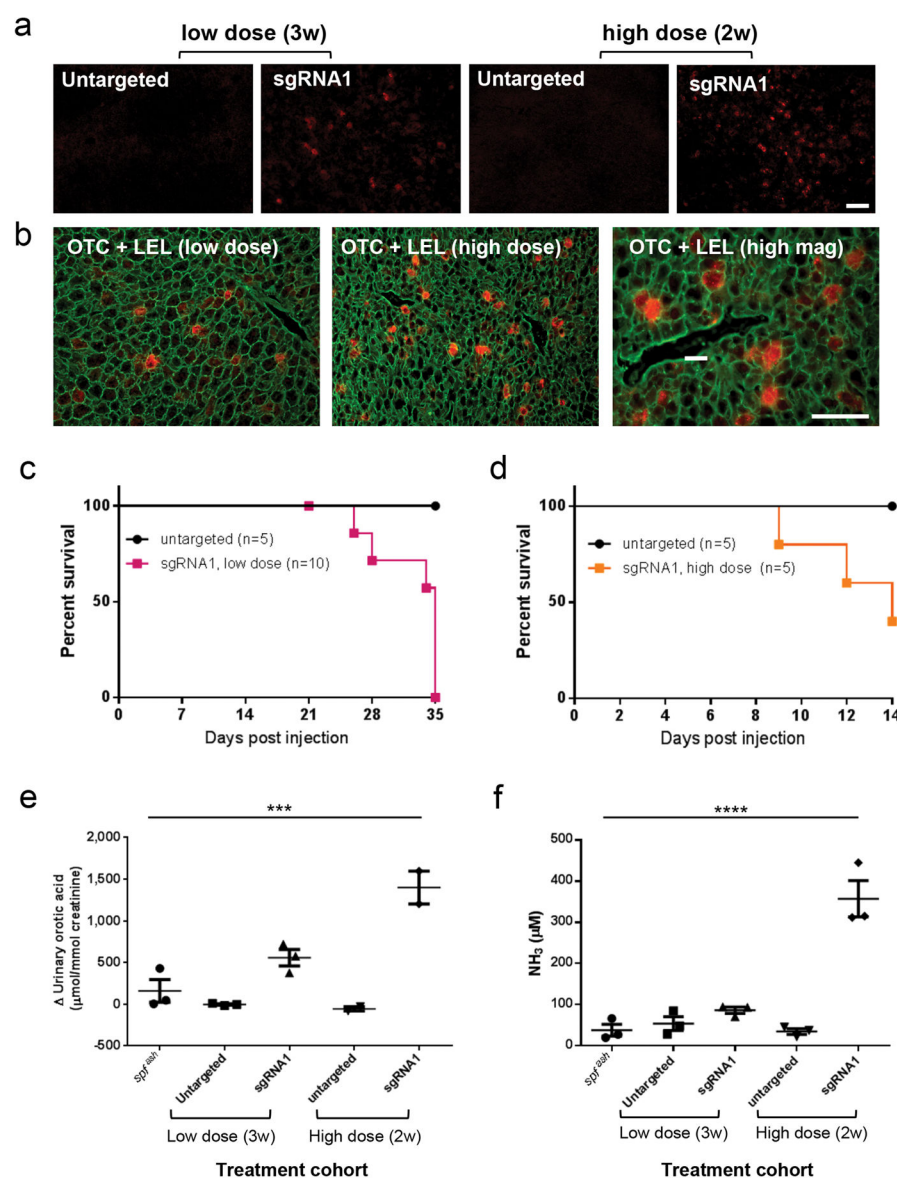 a
low dose (3w)
high dose (2w)
Untargeted
sgRNA1
Untargeted
sgRNA1
b
OTC + LEL (low dose)
OTC + LEL (high dose)
OTC + LEL (high mag)
c
Percent survival
100
50
0
untargeted (n=5)
sgRNA1, low dose (n=10)
0 7 14 21 28 35
Days post injection
d
Percent survival
100
50
0
untargeted (n=5)
sgRNA1, high dose (n=5)
0 2 4 6 8 10 12 14
Days post injection
e
***
Δ Urinary orotic acid
(μmol/mmol creatinine)
2,000
1,500
1,000
500
0
-500
spf^ash
Untargeted
sgRNA1
untargeted
sgRNA1
Low dose (3w)
High dose (2w)
Treatment cohort
f
****
NH₃ (μM)
500
400
300
200
100
0
spf^ash
Untargeted
sgRNA1
untargeted
sgRNA1
Low dose (3w)
High dose (2w)
Treatment cohort